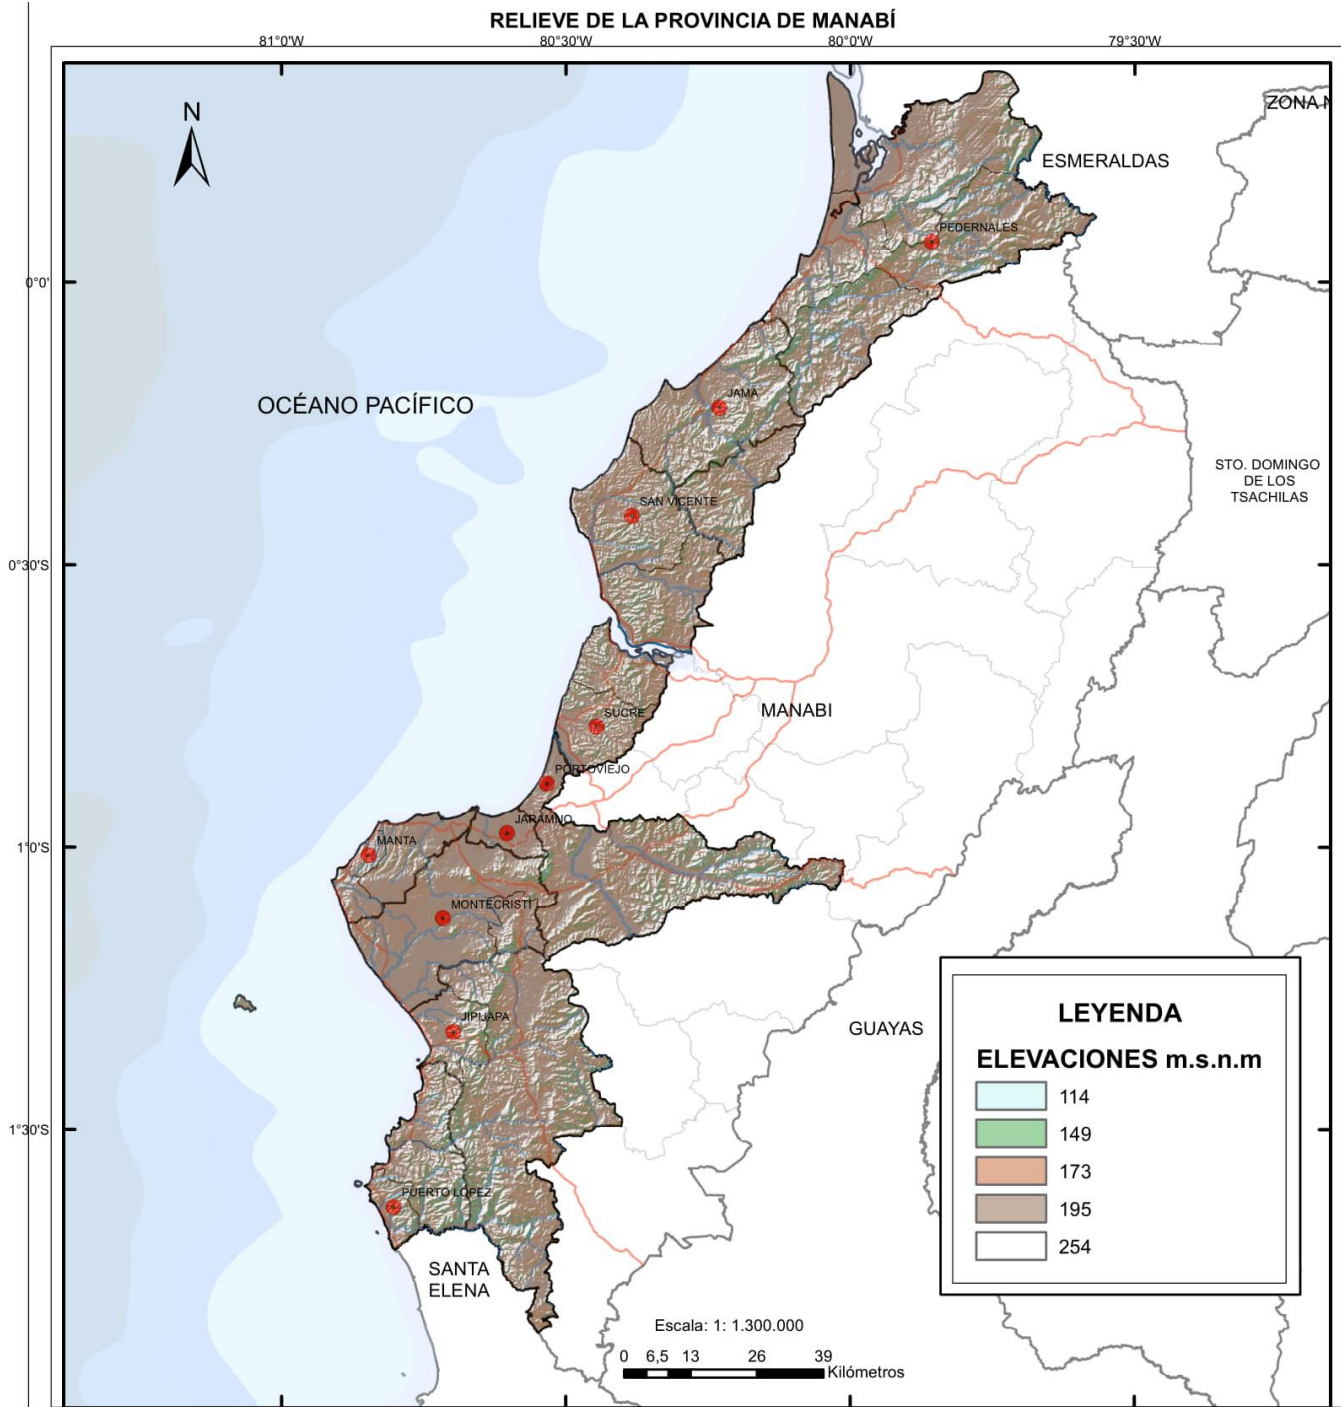 RELIEVE DE LA PROVINCIA DE MANABÍ
81°0'W
80°30'W
80°0'W
79°30'W
N
ZONA N
ESMERALDAS
PEDERNALES
0°0'
OCÉANO PACÍFICO
JAMA
STO. DOMINGO
DE LOS
TSACHILAS
SAN VICENTE
0°30'S
MANABI
SUCRE
PORTOVIEJO
JARAMIJO
1°0'S
MANTA
MONTECRISTI
JIPIJAPA
GUAYAS
LEYENDA
ELEVACIONES m.s.n.m
114
149
173
195
254
1°30'S
PUERTO LÓPEZ
SANTA
ELENA
Escala: 1: 1.300.000
0 6,5 13 26 39
Kilómetros